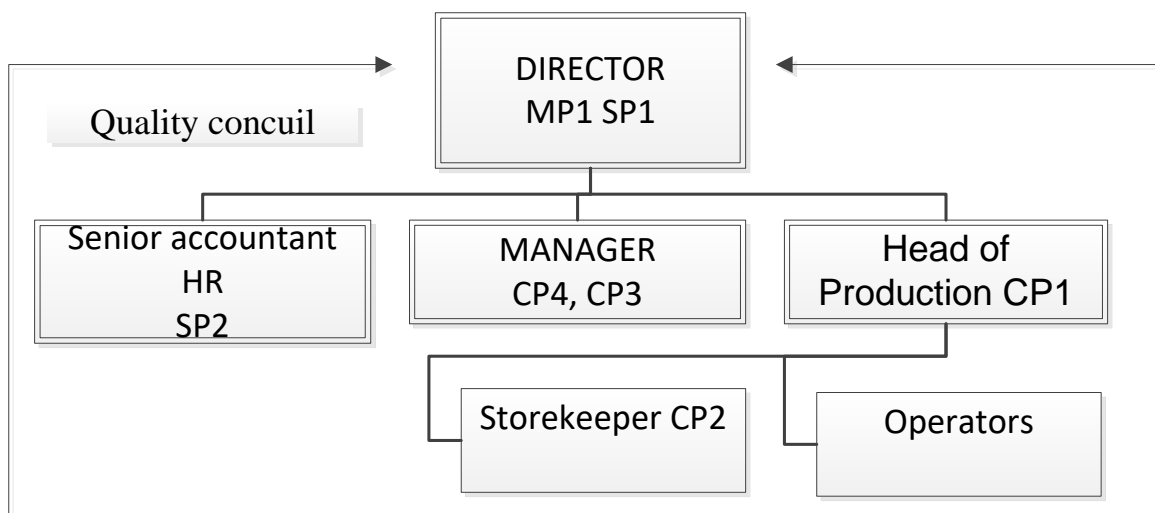 DIRECTOR
MP1 SP1
Quality concuil
Senior accountant
HR
SP2
MANAGER
CP4, CP3
Head of
Production CP1
Storekeeper CP2
Operators